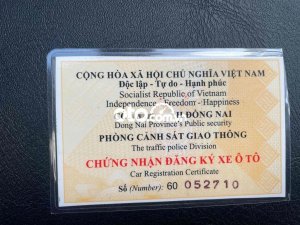 CỘNG HÒA XÃ HỘI CHỦ NGHĨA VIỆT NAM
Độc lập - Tự do - Hạnh phúc
Socialist Republic of Vietnam
Independence - Freedom - Happiness
NH ĐỒNG NAI
Dong Nai Province's Public security
PHÒNG CẢNH SÁT GIAO THÔNG
The traffic police Division
CHỨNG NHẬN ĐĂNG KÝ XE Ô TÔ
Car Registration Certificate
Số (Number): 60 052710